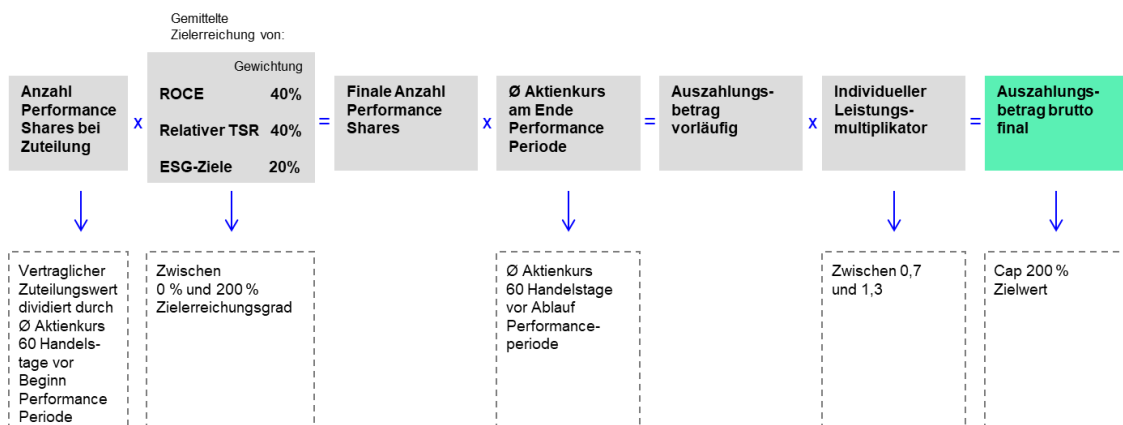 Gemittelte
Zielerreichung von:
Anzahl
Performance
Shares bei
Zuteilung
x
Gewichtung
ROCE 40%
Relativer TSR 40%
ESG-Ziele 20%
=
Finale Anzahl
Performance
Shares
x
Ø Aktienkurs
am Ende
Performance
Periode
=
Auszahlungs-
betrag
vorläufig
x
Individueller
Leistungs-
multiplikator
=
Auszahlungs-
betrag brutto
final
Vertraglicher
Zuteilungswert
dividiert durch
Ø Aktienkurs
60 Handels-
tage vor
Beginn
Performance
Periode
Zwischen
0 % und 200 %
Zielerreichungsgrad
Ø Aktienkurs
60 Handelstage
vor Ablauf
Performance-
periode
Zwischen 0,7
und 1,3
Cap 200 %
Zielwert